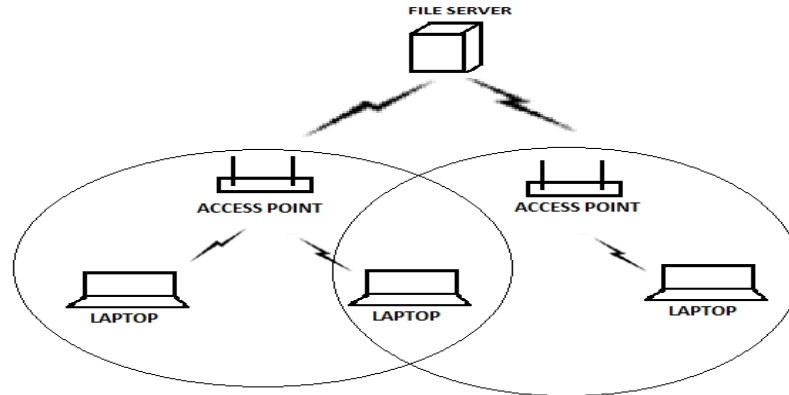 FILE SERVER
ACCESS POINT
ACCESS POINT
LAPTOP
LAPTOP
LAPTOP